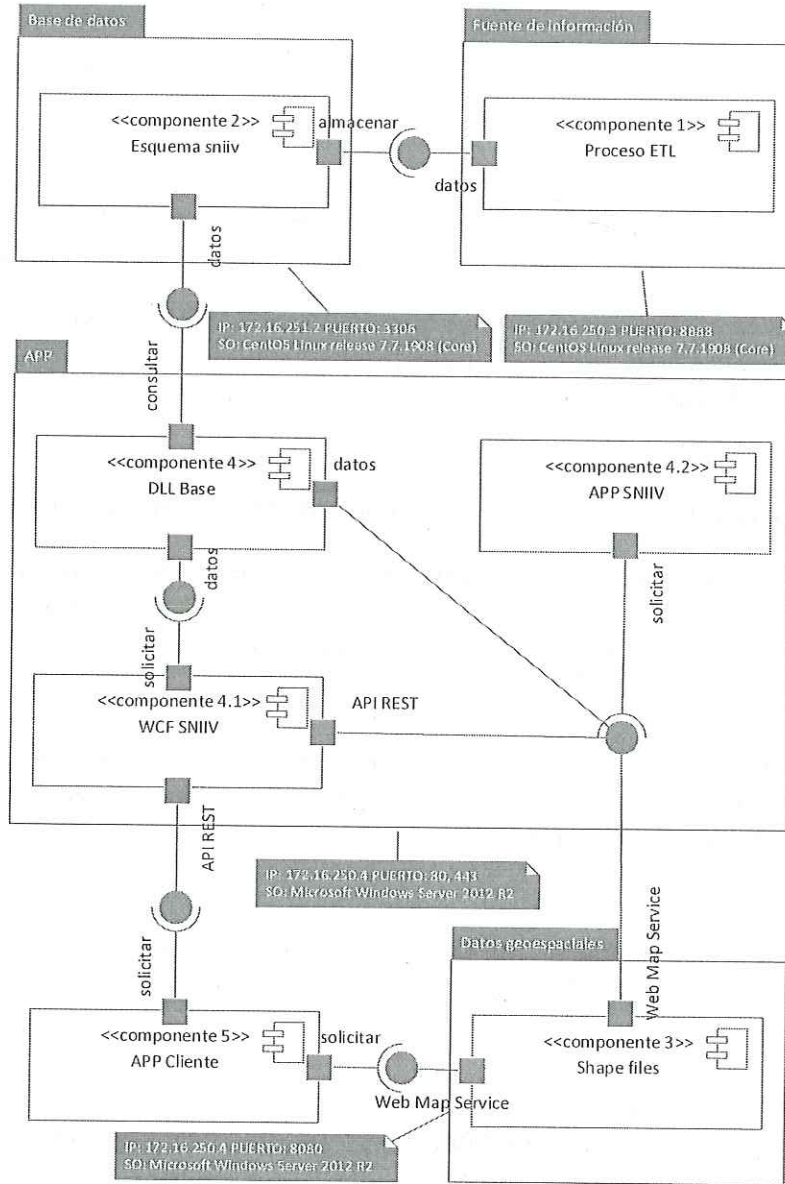 Base de datos
Fuente de información
<<componente 2>>
Esquema sniiv
almacenar
<<componente 1>>
Proceso ETL
datos
datos
IP: 172.16.251.2 PUERTO: 3306
SO: CentOS Linux release 7.7.1908 (Core)
IP: 172.16.250.3 PUERTO: 8888
SO: CentOS Linux release 7.7.1908 (Core)
APP
consultar
<<componente 4>>
DLL Base
datos
<<componente 4.2>>
APP SNIIV
datos
solicitar
solicitar
<<componente 4.1>>
WCF SNIIV
API REST
API REST
IP: 172.16.250.4 PUERTO: 80, 443
SO: Microsoft Windows Server 2012 R2
Web Map Service
Datos geoespaciales
solicitar
<<componente 5>>
APP Cliente
solicitar
<<componente 3>>
Shape files
Web Map Service
IP: 172.16.250.4 PUERTO: 8080
SO: Microsoft Windows Server 2012 R2